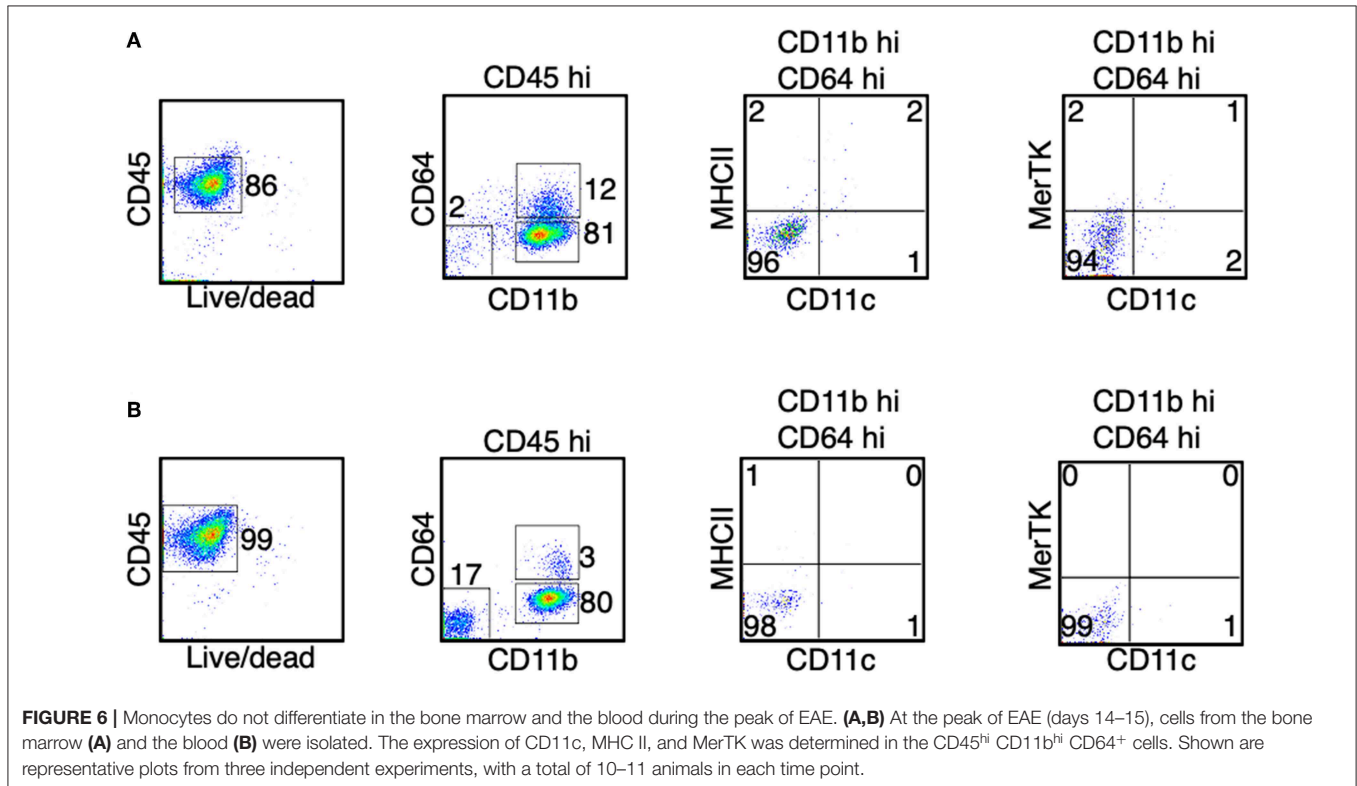 A
CD45 hi
CD11b hi
CD64 hi
CD11b hi
CD64 hi
CD45
86
Live/dead
CD64
2
12
81
CD11b
MHCII
2
2
96
1
CD11c
MerTK
2
1
94
2
CD11c
B
CD45 hi
CD11b hi
CD64 hi
CD11b hi
CD64 hi
CD45
99
Live/dead
CD64
17
3
80
CD11b
MHCII
1
0
98
1
CD11c
MerTK
0
0
99
1
CD11c
FIGURE 6 | Monocytes do not differentiate in the bone marrow and the blood during the peak of EAE. (A,B) At the peak of EAE (days 14–15), cells from the bone
marrow (A) and the blood (B) were isolated. The expression of CD11c, MHC II, and MerTK was determined in the CD45hi CD11bhi CD64+ cells. Shown are
representative plots from three independent experiments, with a total of 10–11 animals in each time point.